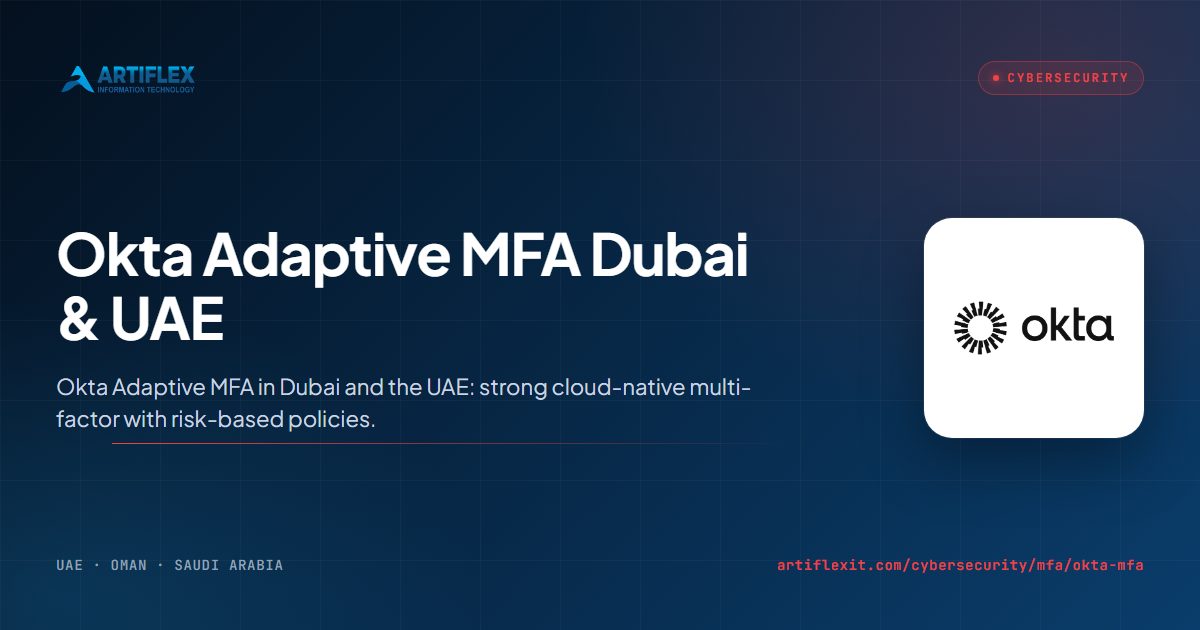 ARTIFLEX
INFORMATION TECHNOLOGY
CYBERSECURITY
Okta Adaptive MFA Dubai
& UAE
okta
Okta Adaptive MFA in Dubai and the UAE: strong cloud-native multi-
factor with risk-based policies.
UAE · OMAN · SAUDI ARABIA
artiflexit.com/cybersecurity/mfa/okta-mfa